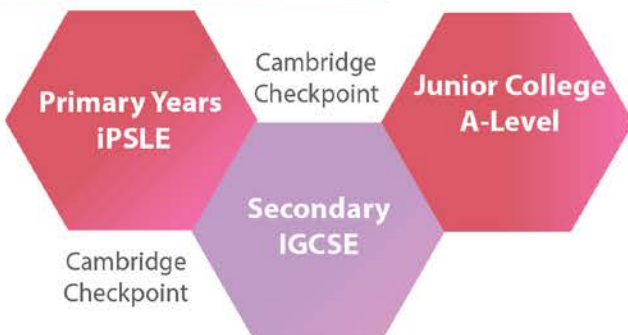 Primary Years
iPSLE
Cambridge
Checkpoint
Cambridge
Checkpoint
Junior College
A-Level
Secondary
IGCSE